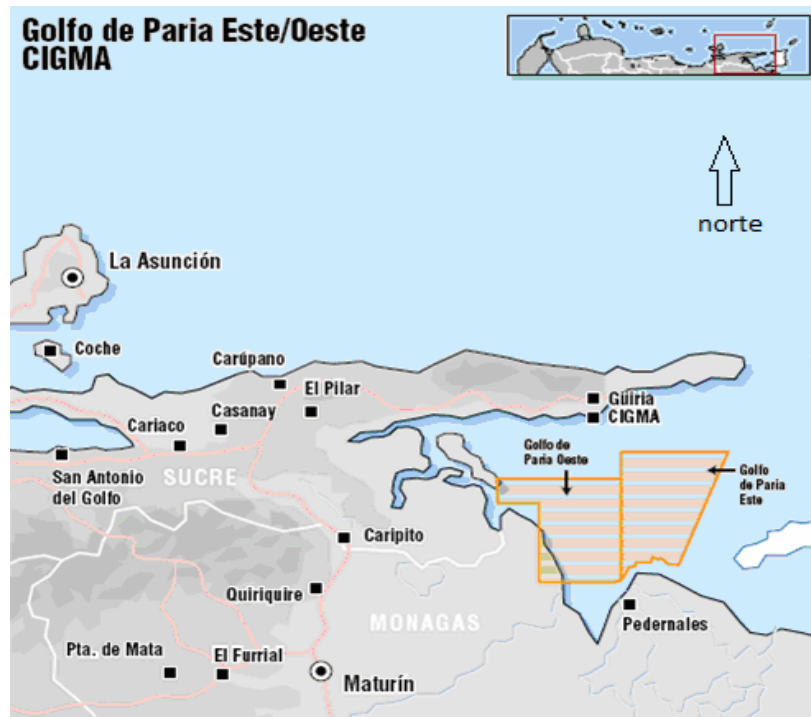 Golfo de Paria Este/Oeste
CIGMA
norte
La Asunción
Coche
Carúpano
El Pilar
Güiria
CIGMA
Casanay
Cariaco
San Antonio
del Golfo
SUCRE
Golfo de
Paria Oeste
Golfo
de Paria
Este
Caripito
Quiriquire
MONAGAS
Pedernales
Pta. de Mata
El Furrial
Maturín